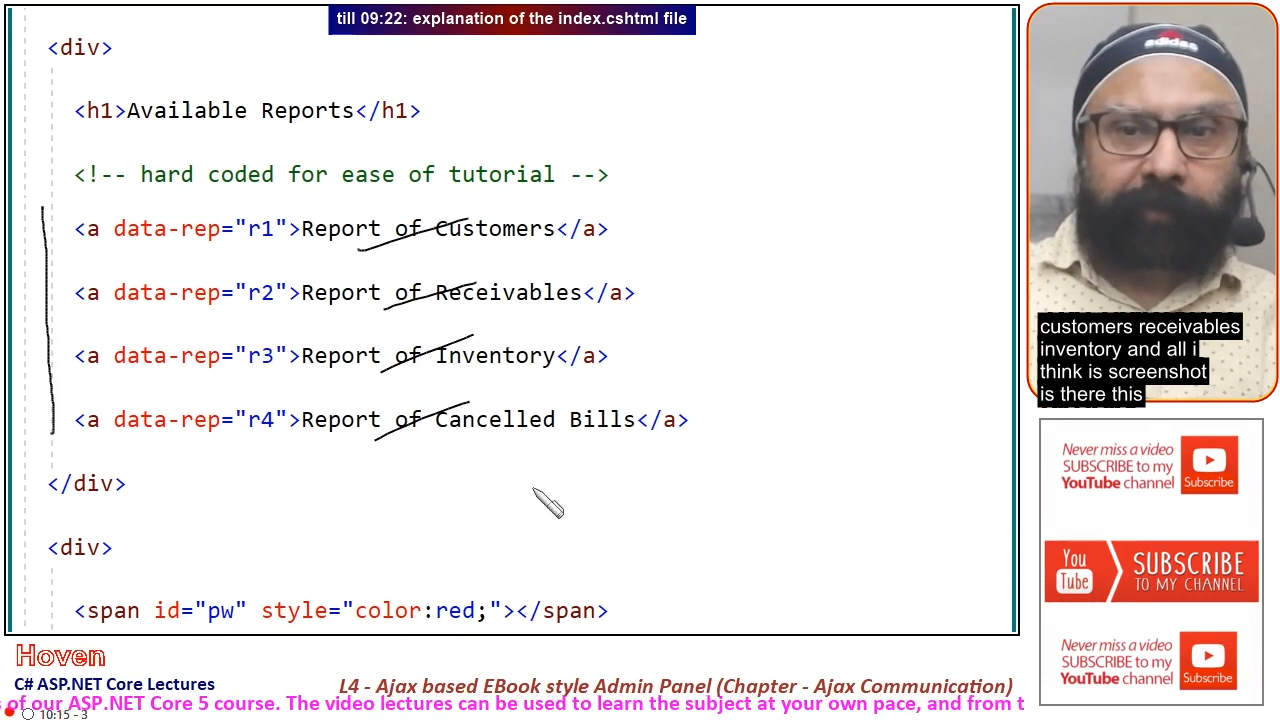 till 09:22: explanation of the index.cshtml file
<div>
<h1>Available Reports</h1>
<!-- hard coded for ease of tutorial -->
<a data-rep="r1">Report of Customers</a>
<a data-rep="r2">Report of Receivables</a>
<a data-rep="r3">Report of Inventory</a>
<a data-rep="r4">Report of Cancelled Bills</a>
</div>
<div>
<span id="pw" style="color:red;"></span>
adidas
customers receivables
inventory and all i
think is screenshot
is there this
Never miss a video
SUBSCRIBE to my
YouTube channel
Subscribe
You
Tube
SUBSCRIBE
TO MY CHANNEL
Never miss a video
SUBSCRIBE to my
YouTube channel
Subscribe
Hoven
C# ASP.NET Core Lectures
L4 - Ajax based EBook style Admin Panel (Chapter - Ajax Communication)
s of our ASP.NET Core 5 course. The video lectures can be used to learn the subject at your own pace, and from t
10:15 - 3